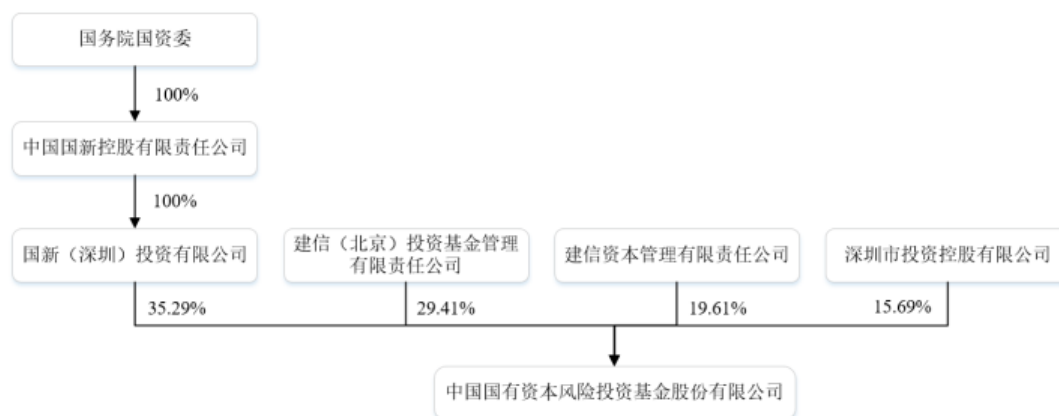 国务院国资委
100%
中国国新控股有限责任公司
100%
国新（深圳）投资有限公司
建信（北京）投资基金管理
有限责任公司
建信资本管理有限责任公司
深圳市投资控股有限公司
35.29%
29.41%
19.61%
15.69%
中国国有资本风险投资基金股份有限公司